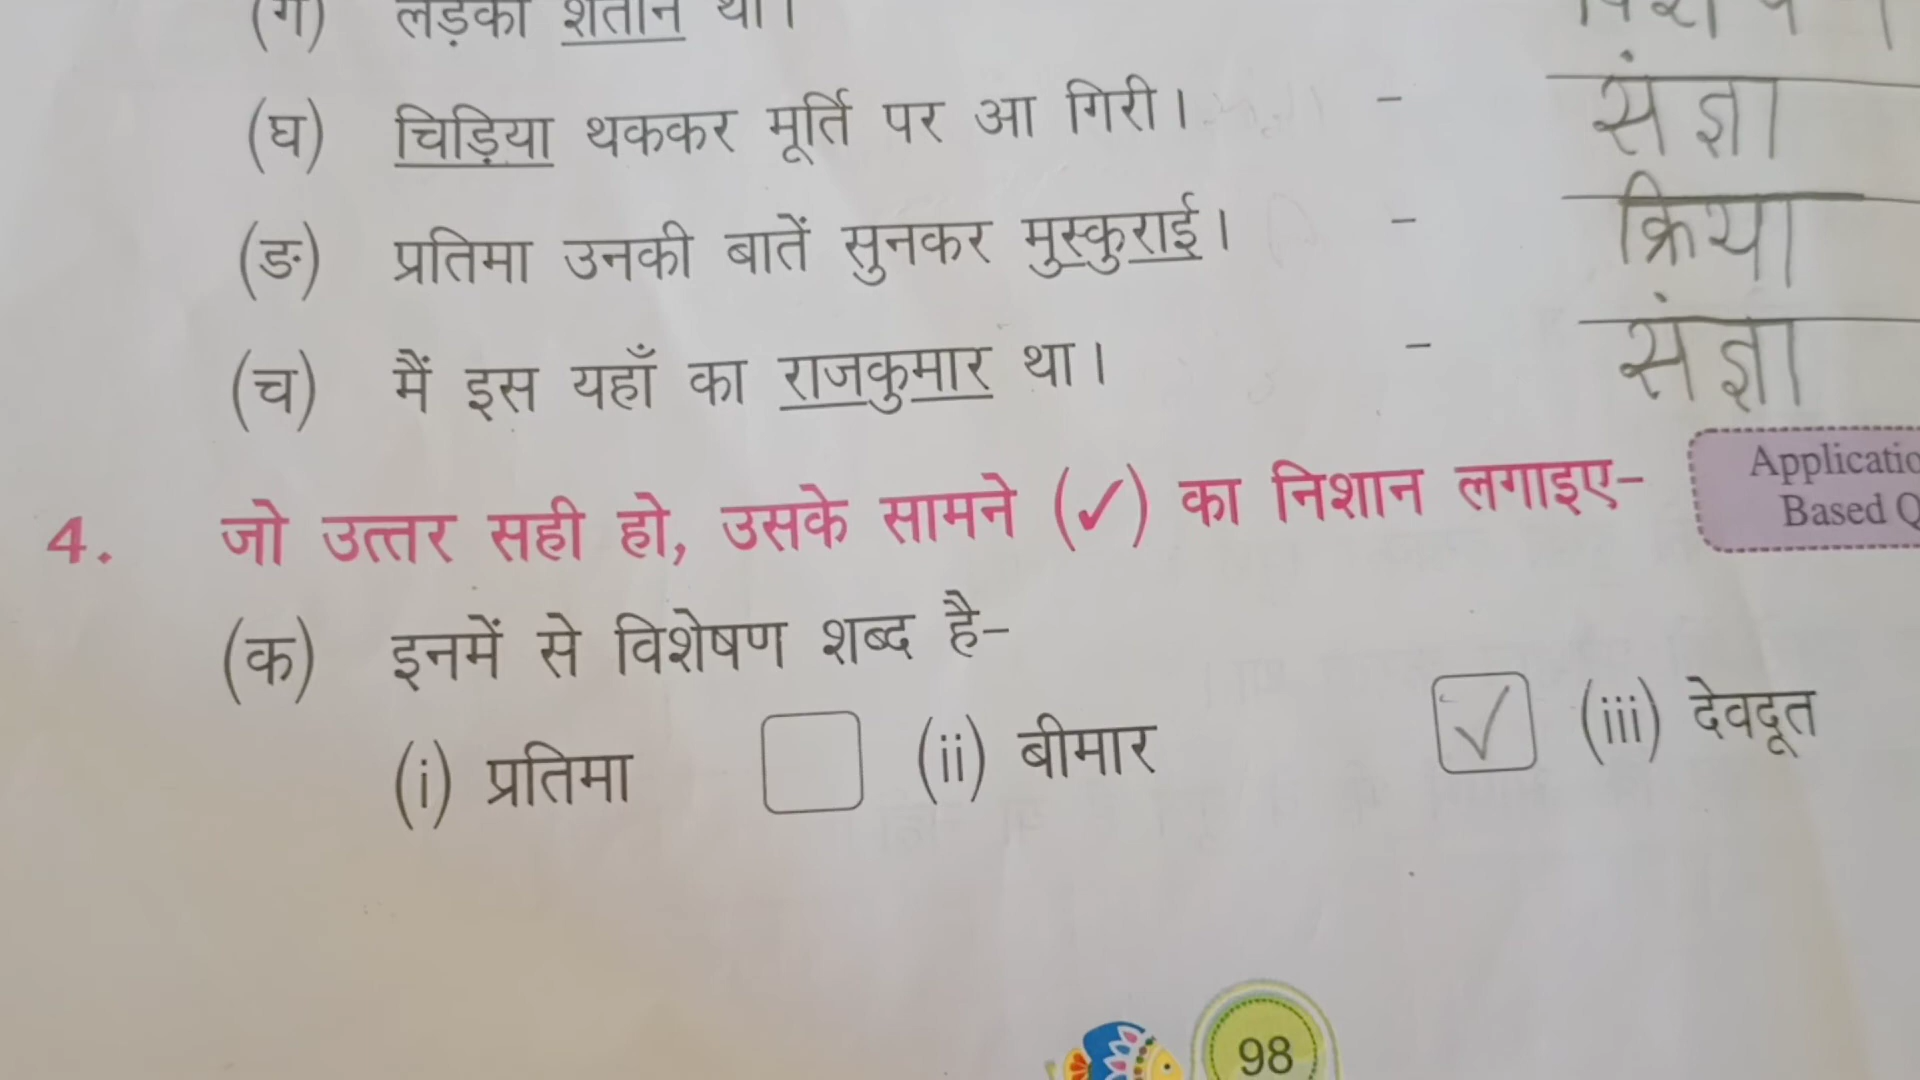 (ग) लड़का शैतान था।
(घ) चिड़िया थककर मूर्ति पर आ गिरी। - संज्ञा
(ङ) प्रतिमा उनकी बातें सुनकर मुस्कुराई। - क्रिया
(च) मैं इस यहाँ का राजकुमार था। - संज्ञा
4. जो उत्तर सही हो, उसके सामने (✓) का निशान लगाइए-
Based Q
(क) इनमें से विशेषण शब्द है-
(i) प्रतिमा (ii) बीमार ✓ (iii) देवदूत
98